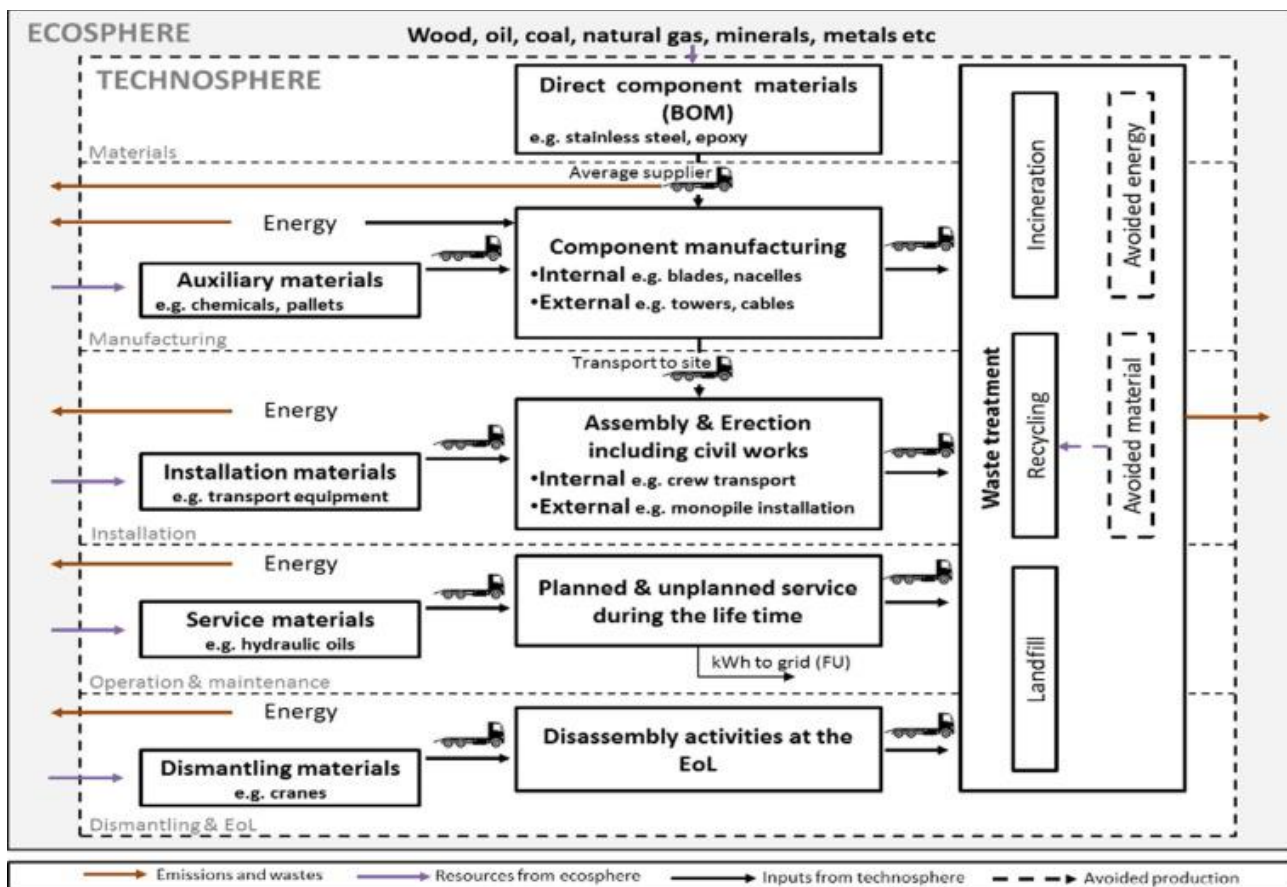 ECOSPHERE
Wood, oil, coal, natural gas, minerals, metals etc
TECHNOSPHERE
Direct component materials
(BOM)
e.g. stainless steel, epoxy
Materials
Average supplier
Energy
Auxiliary materials
e.g. chemicals, pallets
Component manufacturing
•Internal e.g. blades, nacelles
•External e.g. towers, cables
Manufacturing
Transport to site
Energy
Installation materials
e.g. transport equipment
Assembly & Erection
including civil works
•Internal e.g. crew transport
•External e.g. monopile installation
Installation
Energy
Service materials
e.g. hydraulic oils
Planned & unplanned service
during the life time
kWh to grid (FU)
Operation & maintenance
Energy
Dismantling materials
e.g. cranes
Disassembly activities at the
EoL
Dismantling & EoL
Waste treatment
Incineration
Avoided energy
Recycling
Avoided material
Landfill
Emissions and wastes
Resources from ecosphere
Inputs from technosphere
Avoided production